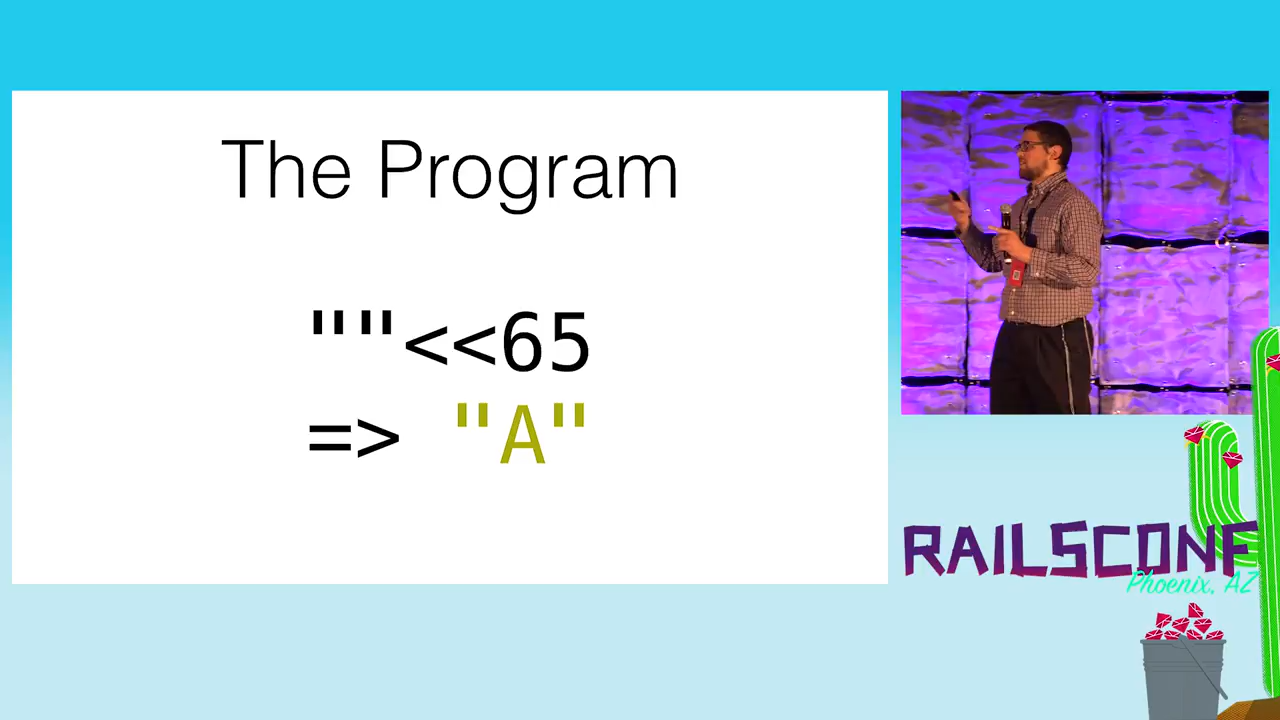 The Program
""<<65
=> "A"
RAILSCONF
Phoenix, AZ